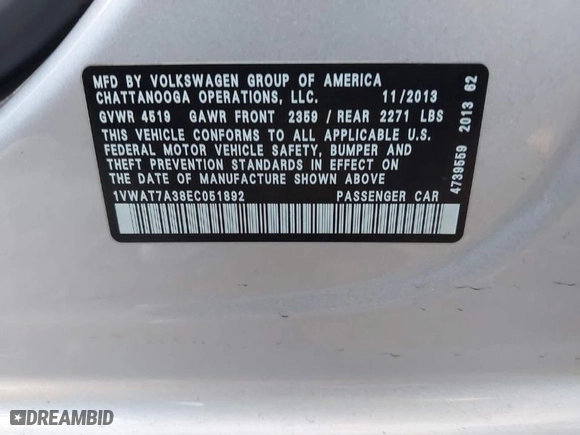 MFD BY VOLKSWAGEN GROUP OF AMERICA
CHATTANOOGA OPERATIONS, LLC. 11/2013
GVWR 4519 GAWR FRONT 2359 / REAR 2271 LBS
THIS VEHICLE CONFORMS TO ALL APPLICABLE U.S.
FEDERAL MOTOR VEHICLE SAFETY, BUMPER AND
THEFT PREVENTION STANDARDS IN EFFECT ON
THE DATE OF MANUFACTURE SHOWN ABOVE
1VWAT7A38EC051892 PASSENGER CAR
4739559 2013 62
DREAMBID